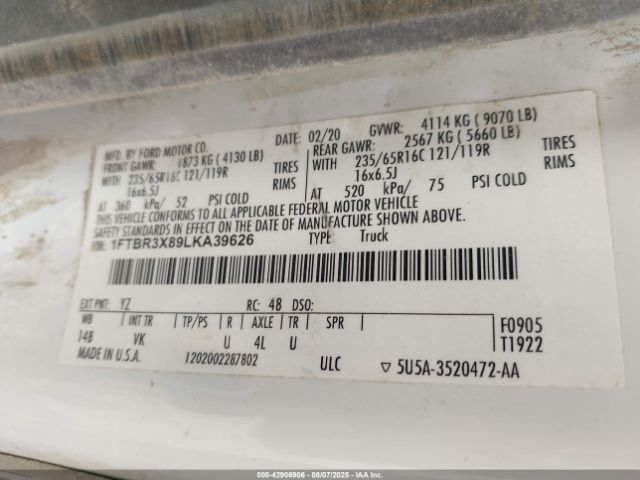 MFD. BY FORD MOTOR CO.
DATE: 02/20 GVWR: 4114 KG ( 9070 LB)
FRONT GAWR: 1873 KG ( 4130 LB) REAR GAWR: 2567 KG ( 5660 LB)
WITH 235/65R16C 121/119R TIRES WITH 235/65R16C 121/119R TIRES
16x6.5J RIMS 16x6.5J RIMS
AT 360 kPa/ 52 PSI COLD AT 520 kPa/ 75 PSI COLD
THIS VEHICLE CONFORMS TO ALL APPLICABLE FEDERAL MOTOR VEHICLE
SAFETY STANDARDS IN EFFECT ON THE DATE OF MANUFACTURE SHOWN ABOVE.
VIN: 1FTBR3X89LKA39626 TYPE: Truck
EXT PNT: YZ RC: 48 DSO:
WB INT TR TP/PS R AXLE TR SPR
148 VK U 4L U
F0905
T1922
MADE IN U.S.A. 1202002287802 ULC ▽ 5U5A-3520472-AA
000-42906906 - 08/07/2025 - IAAI.COM